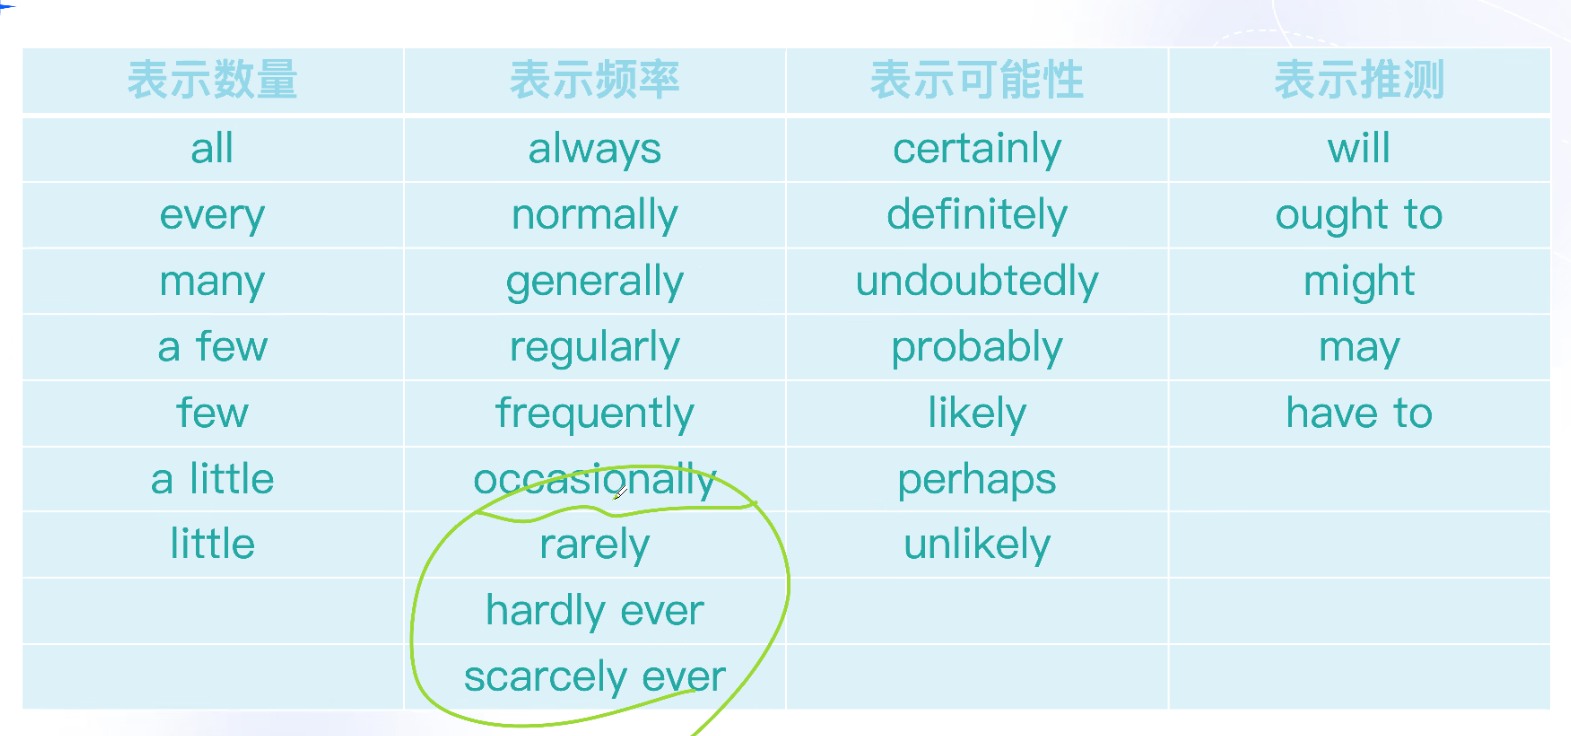 表示数量 表示频率 表示可能性 表示推测
all always certainly will
every normally definitely ought to
many generally undoubtedly might
a few regularly probably may
few frequently likely have to
a little occasionally perhaps
little rarely unlikely
hardly ever
scarcely ever